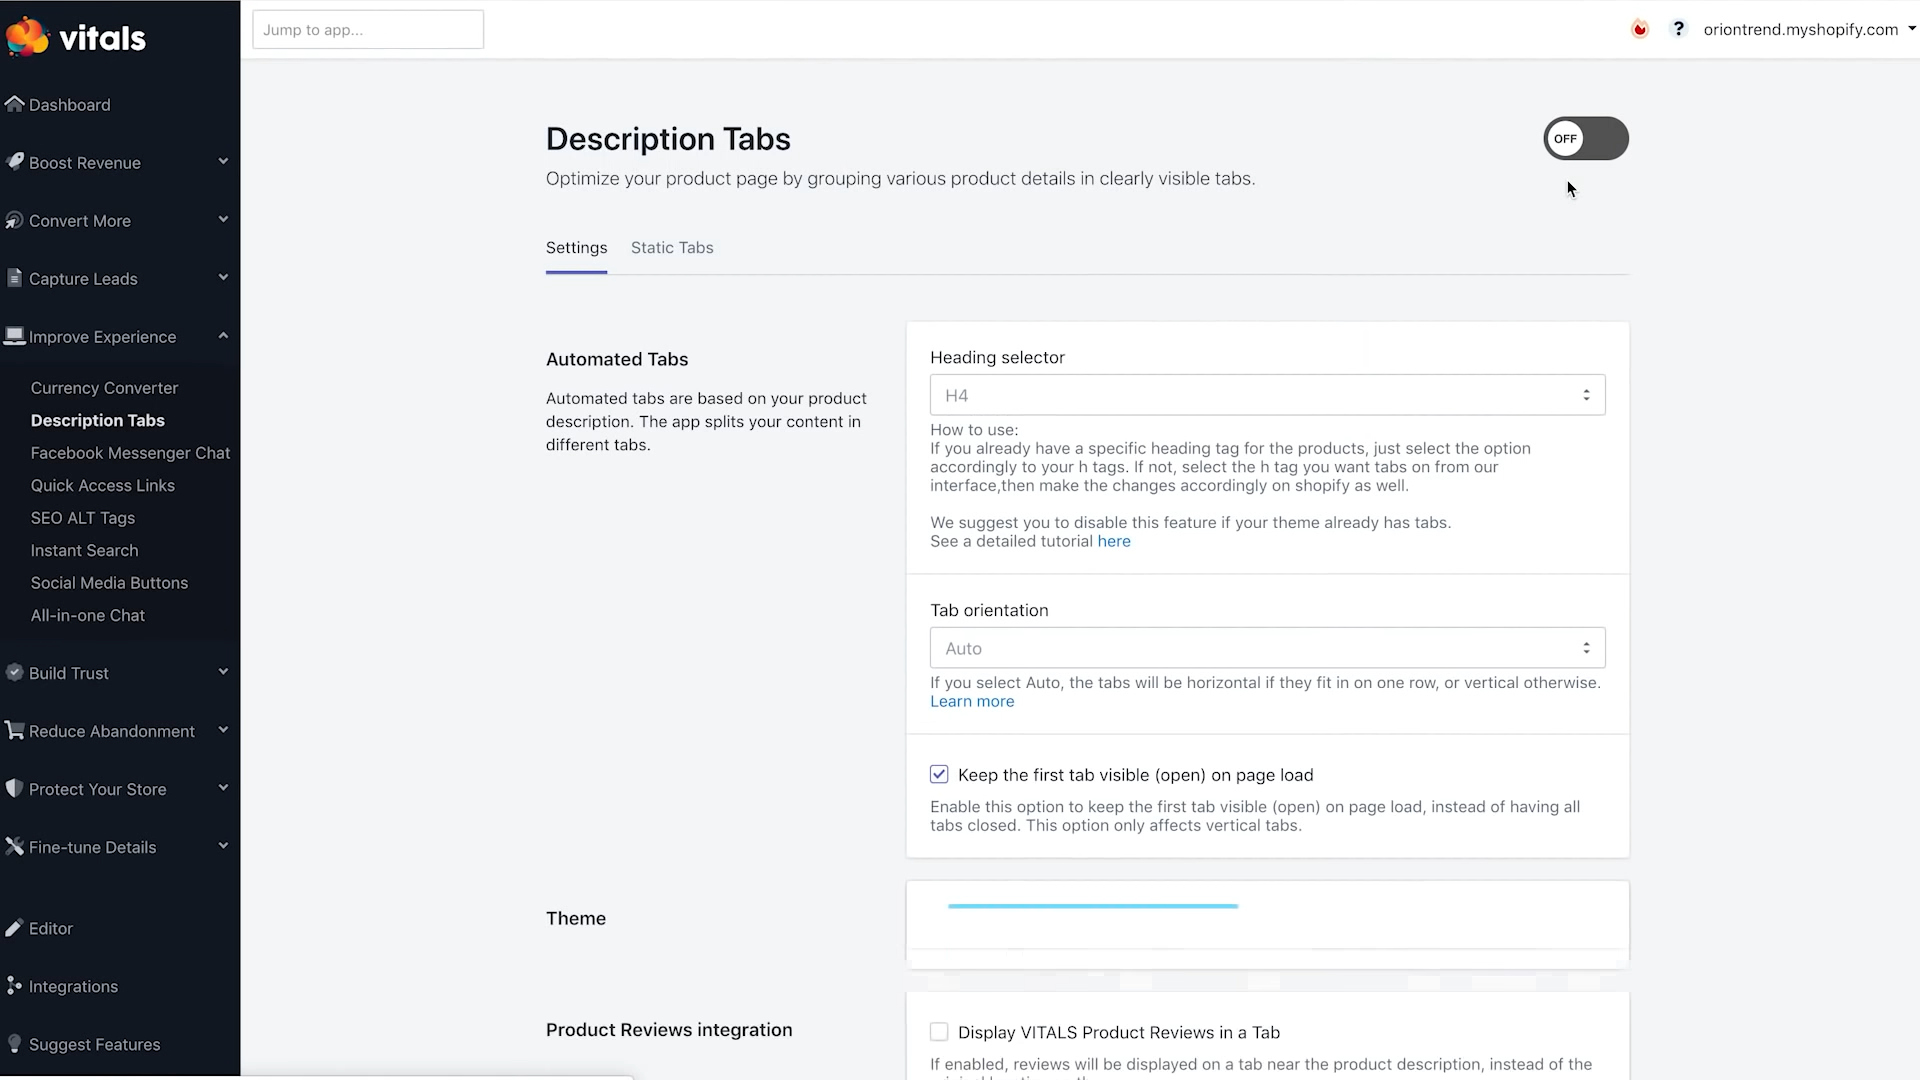 vitals
Jump to app...
?
oriontrend.myshopify.com
Dashboard
Boost Revenue
Convert More
Capture Leads
Improve Experience
Currency Converter
Description Tabs
Facebook Messenger Chat
Quick Access Links
SEO ALT Tags
Instant Search
Social Media Buttons
All-in-one Chat
Build Trust
Reduce Abandonment
Protect Your Store
Fine-tune Details
Editor
Integrations
Suggest Features
Description Tabs
OFF
Optimize your product page by grouping various product details in clearly visible tabs.
Settings
Static Tabs
Automated Tabs
Automated tabs are based on your product
description. The app splits your content in
different tabs.
Heading selector
H4
How to use:
If you already have a specific heading tag for the products, just select the option
accordingly to your h tags. If not, select the h tag you want tabs on from our
interface,then make the changes accordingly on shopify as well.
We suggest you to disable this feature if your theme already has tabs.
See a detailed tutorial here
Tab orientation
Auto
If you select Auto, the tabs will be horizontal if they fit in on one row, or vertical otherwise.
Learn more
Keep the first tab visible (open) on page load
Enable this option to keep the first tab visible (open) on page load, instead of having all
tabs closed. This option only affects vertical tabs.
Theme
Product Reviews integration
Display VITALS Product Reviews in a Tab
If enabled, reviews will be displayed on a tab near the product description, instead of the